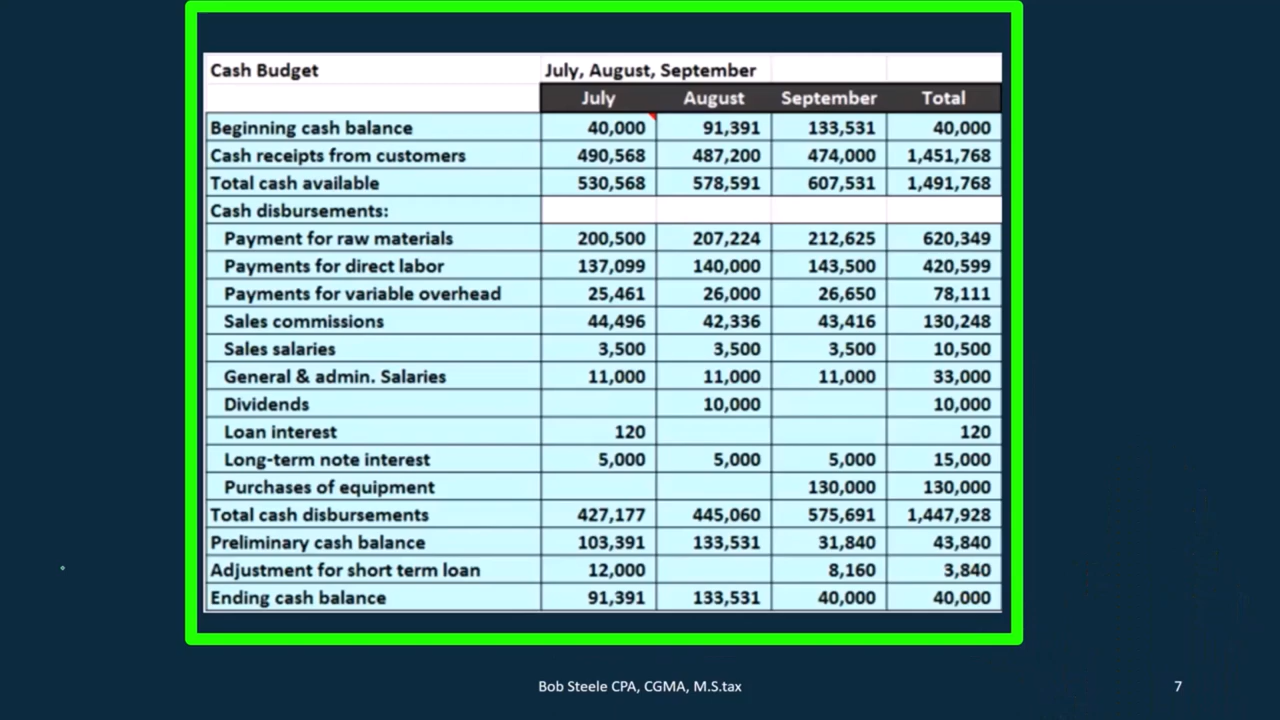 Cash Budget July, August, September
July August September Total
Beginning cash balance 40,000 91,391 133,531 40,000
Cash receipts from customers 490,568 487,200 474,000 1,451,768
Total cash available 530,568 578,591 607,531 1,491,768
Cash disbursements:
Payment for raw materials 200,500 207,224 212,625 620,349
Payments for direct labor 137,099 140,000 143,500 420,599
Payments for variable overhead 25,461 26,000 26,650 78,111
Sales commissions 44,496 42,336 43,416 130,248
Sales salaries 3,500 3,500 3,500 10,500
General & admin. Salaries 11,000 11,000 11,000 33,000
Dividends 10,000 10,000
Loan interest 120 120
Long-term note interest 5,000 5,000 5,000 15,000
Purchases of equipment 130,000 130,000
Total cash disbursements 427,177 445,060 575,691 1,447,928
Preliminary cash balance 103,391 133,531 31,840 43,840
Adjustment for short term loan 12,000 8,160 3,840
Ending cash balance 91,391 133,531 40,000 40,000
Bob Steele CPA, CGMA, M.S.tax 7